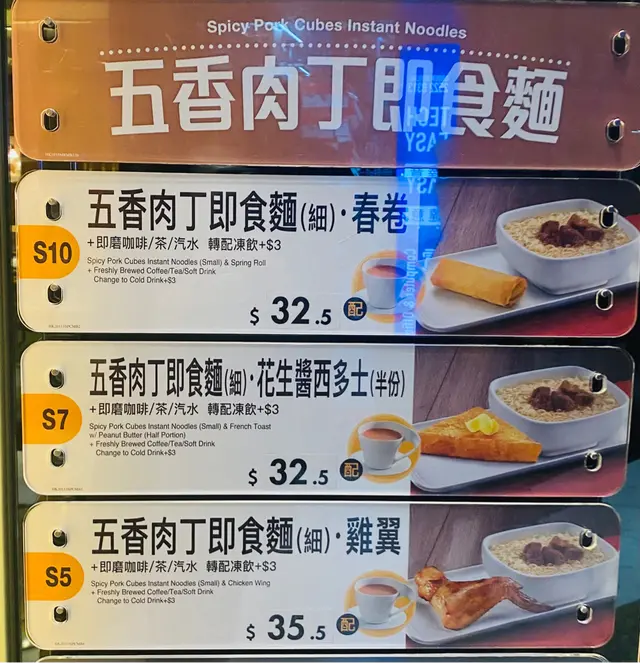 Spicy Pork Cubes Instant Noodles
五香肉丁即食麵
S10
五香肉丁即食麵(細)·春卷
+即磨咖啡/茶/汽水 轉配凍飲+$3
Spicy Pork Cubes Instant Noodles (Small) & Spring Roll
+ Freshly Brewed Coffee/Tea/Soft Drink
Change to Cold Drink+$3
$ 32.5 配
S7
五香肉丁即食麵(細)·花生醬西多士(半份)
+即磨咖啡/茶/汽水 轉配凍飲+$3
Spicy Pork Cubes Instant Noodles (Small) & French Toast
w/ Peanut Butter (Half Portion)
+ Freshly Brewed Coffee/Tea/Soft Drink
Change to Cold Drink+$3
$ 32.5 配
S5
五香肉丁即食麵(細)·雞翼
+即磨咖啡/茶/汽水 轉配凍飲+$3
Spicy Pork Cubes Instant Noodles (Small) & Chicken Wing
+ Freshly Brewed Coffee/Tea/Soft Drink
Change to Cold Drink+$3
$ 35.5 配